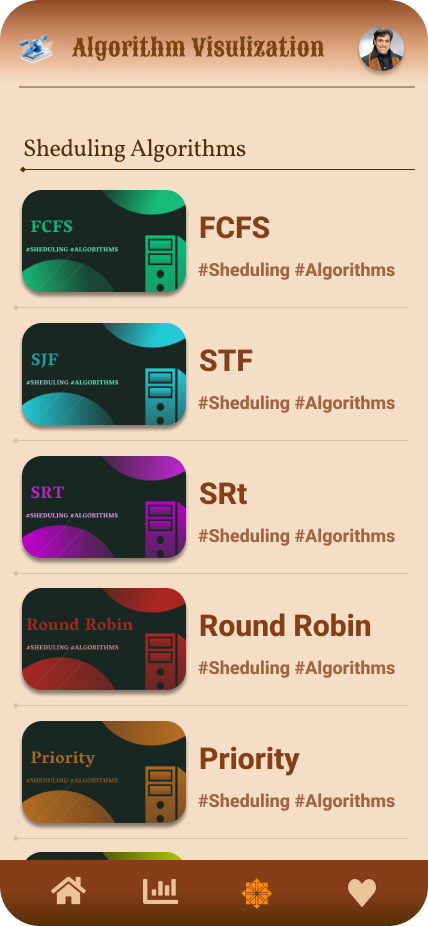 Algorithm Visulization
Sheduling Algorithms
FCFS
#SHEDULING #ALGORITHMS
FCFS
#Sheduling #Algorithms
SJF
#SHEDULING #ALGORITHMS
STF
#Sheduling #Algorithms
SRT
#SHEDULING #ALGORITHMS
SRt
#Sheduling #Algorithms
Round Robin
#SHEDULING #ALGORITHMS
Round Robin
#Sheduling #Algorithms
Priority
#SHEDULING #ALGORITHMS
Priority
#Sheduling #Algorithms